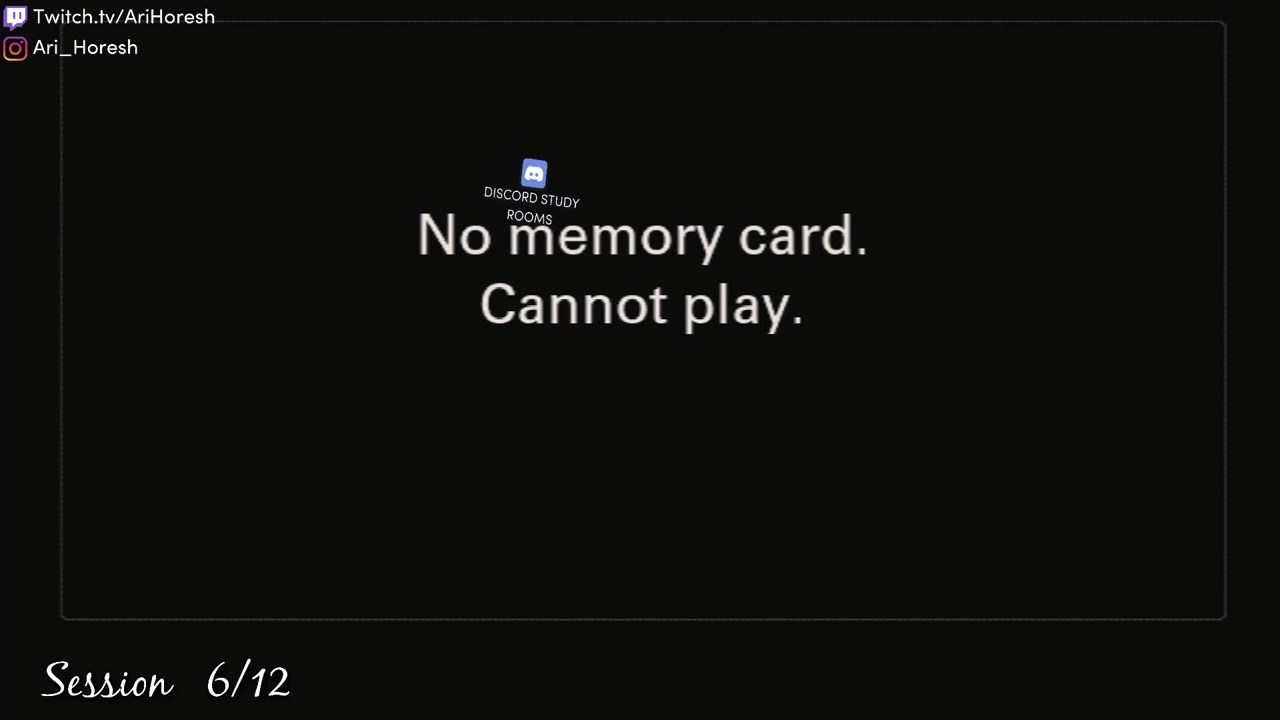 Twitch.tv/AriHoresh
Ari_Horesh
DISCORD STUDY
ROOMS
No memory card.
Cannot play.
Session 6/12